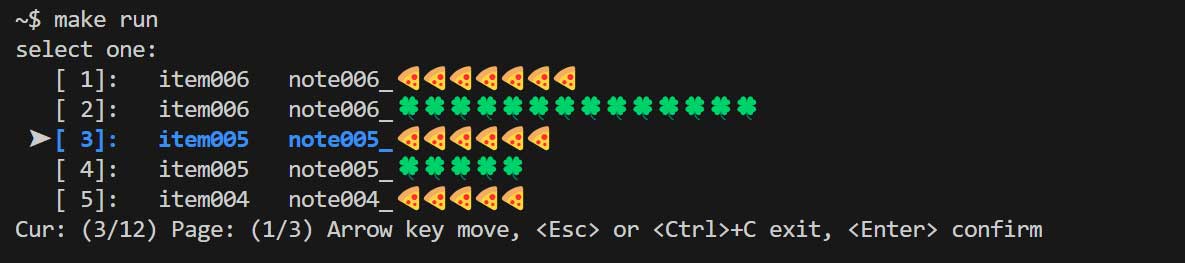 ~$ make run
select one:
[ 1]: item006 note006_🍕🍕🍕🍕🍕🍕🍕
[ 2]: item006 note006_🍀🍀🍀🍀🍀🍀🍀🍀🍀🍀🍀🍀🍀🍀
➤[ 3]: item005 note005_🍕🍕🍕🍕🍕🍕
[ 4]: item005 note005_🍀🍀🍀🍀🍀
[ 5]: item004 note004_🍕🍕🍕🍕🍕
Cur: (3/12) Page: (1/3) Arrow key move, <Esc> or <Ctrl>+C exit, <Enter> confirm